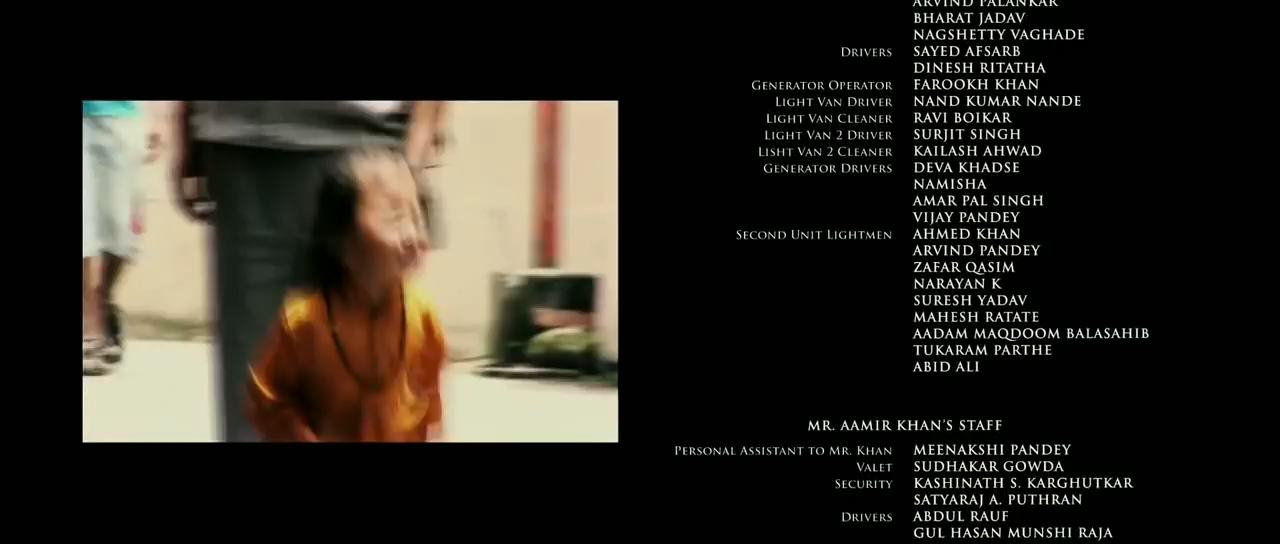 ARVIND PALANKAR
BHARAT JADAV
NAGSHETTY VAGHADE
DRIVERS SAYED AFSARB
DINESH RITATHA
GENERATOR OPERATOR FAROOKH KHAN
LIGHT VAN DRIVER NAND KUMAR NANDE
LIGHT VAN CLEANER RAVI BOIKAR
LIGHT VAN 2 DRIVER SURJIT SINGH
LISHT VAN 2 CLEANER KAILASH AHWAD
GENERATOR DRIVERS DEVA KHADSE
NAMISHA
AMAR PAL SINGH
VIJAY PANDEY
SECOND UNIT LIGHTMEN AHMED KHAN
ARVIND PANDEY
ZAFAR QASIM
NARAYAN K
SURESH YADAV
MAHESH RATATE
AADAM MAQDOOM BALASAHIB
TUKARAM PARTHE
ABID ALI
MR. AAMIR KHAN'S STAFF
PERSONAL ASSISTANT TO MR. KHAN MEENAKSHI PANDEY
VALET SUDHAKAR GOWDA
SECURITY KASHINATH S. KARGHUTKAR
SATYARAJ A. PUTHRAN
DRIVERS ABDUL RAUF
GUL HASAN MUNSHI RAJA